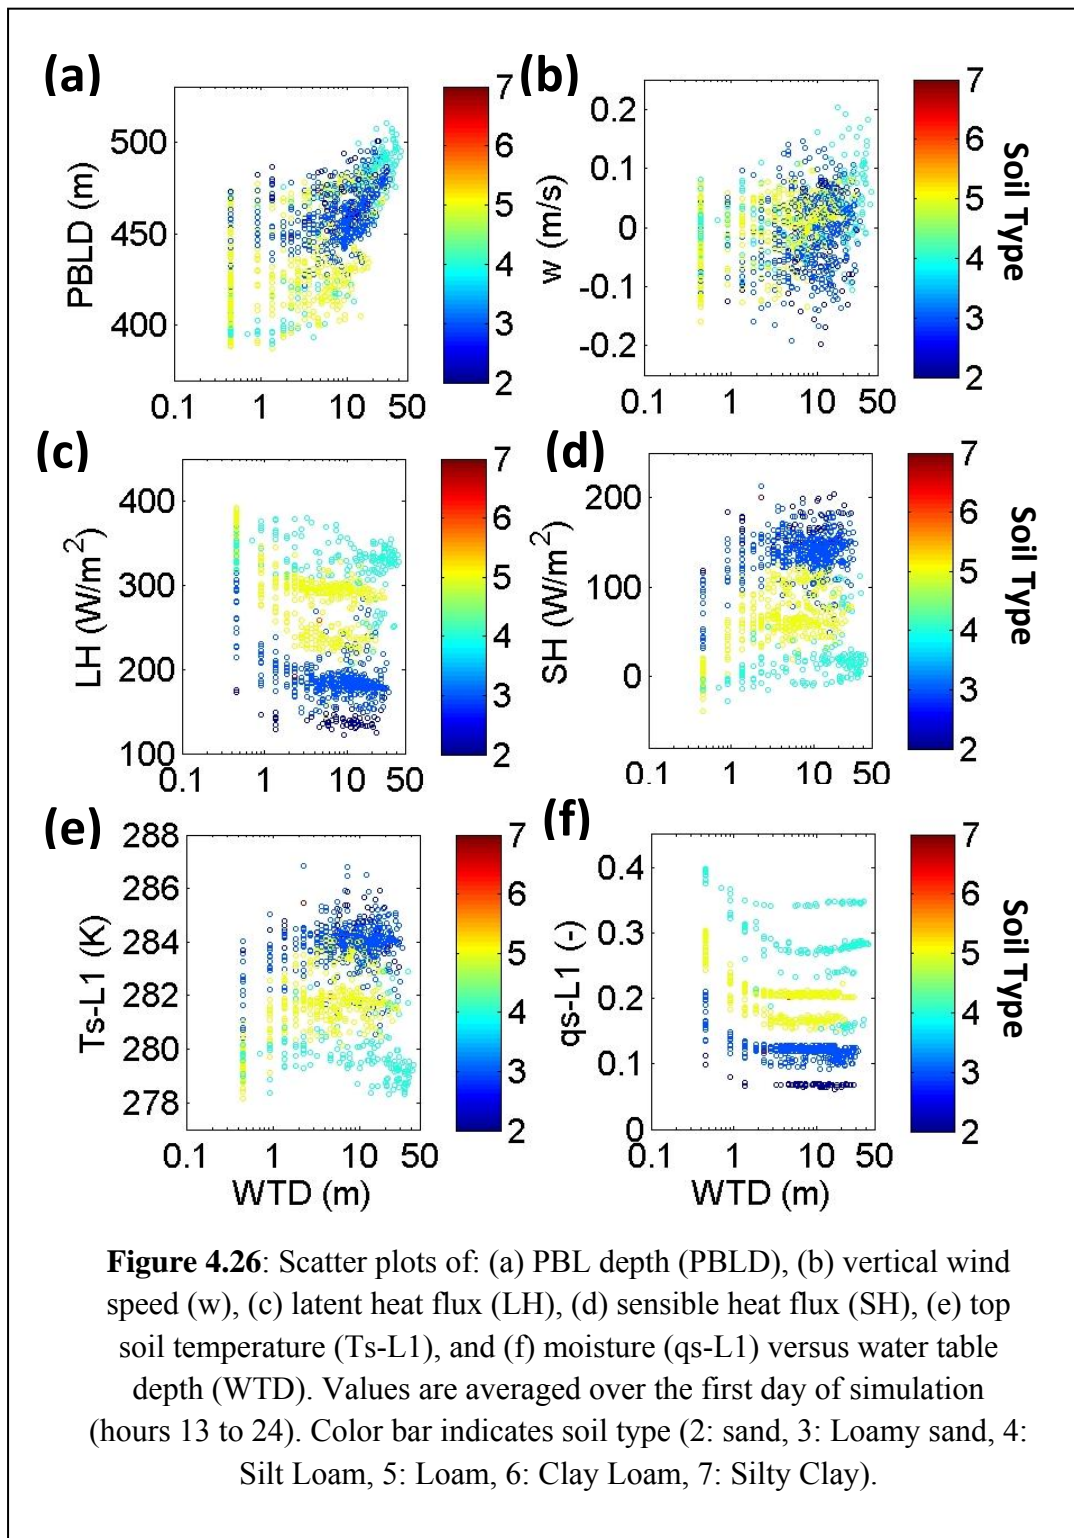 (a)
PBLD (m)
500
450
400
0.1 1 10 50
7
6
5
4
3
2
(b)
w (m/s)
0.2
0.1
0
-0.1
-0.2
0.1 1 10 50
7
6
5
4
3
2
Soil Type
(c)
LH (W/m2)
400
300
200
100
0.1 1 10 50
7
6
5
4
3
2
(d)
SH (W/m2)
200
100
0
0.1 1 10 50
7
6
5
4
3
2
Soil Type
(e)
Ts-L1 (K)
288
286
284
282
280
278
0.1 1 10 50
WTD (m)
7
6
5
4
3
2
(f)
qs-L1 (-)
0.4
0.3
0.2
0.1
0
0.1 1 10 50
WTD (m)
7
6
5
4
3
2
Soil Type
Figure 4.26: Scatter plots of: (a) PBL depth (PBLD), (b) vertical wind
speed (w), (c) latent heat flux (LH), (d) sensible heat flux (SH), (e) top
soil temperature (Ts-L1), and (f) moisture (qs-L1) versus water table
depth (WTD). Values are averaged over the first day of simulation
(hours 13 to 24). Color bar indicates soil type (2: sand, 3: Loamy sand, 4:
Silt Loam, 5: Loam, 6: Clay Loam, 7: Silty Clay).